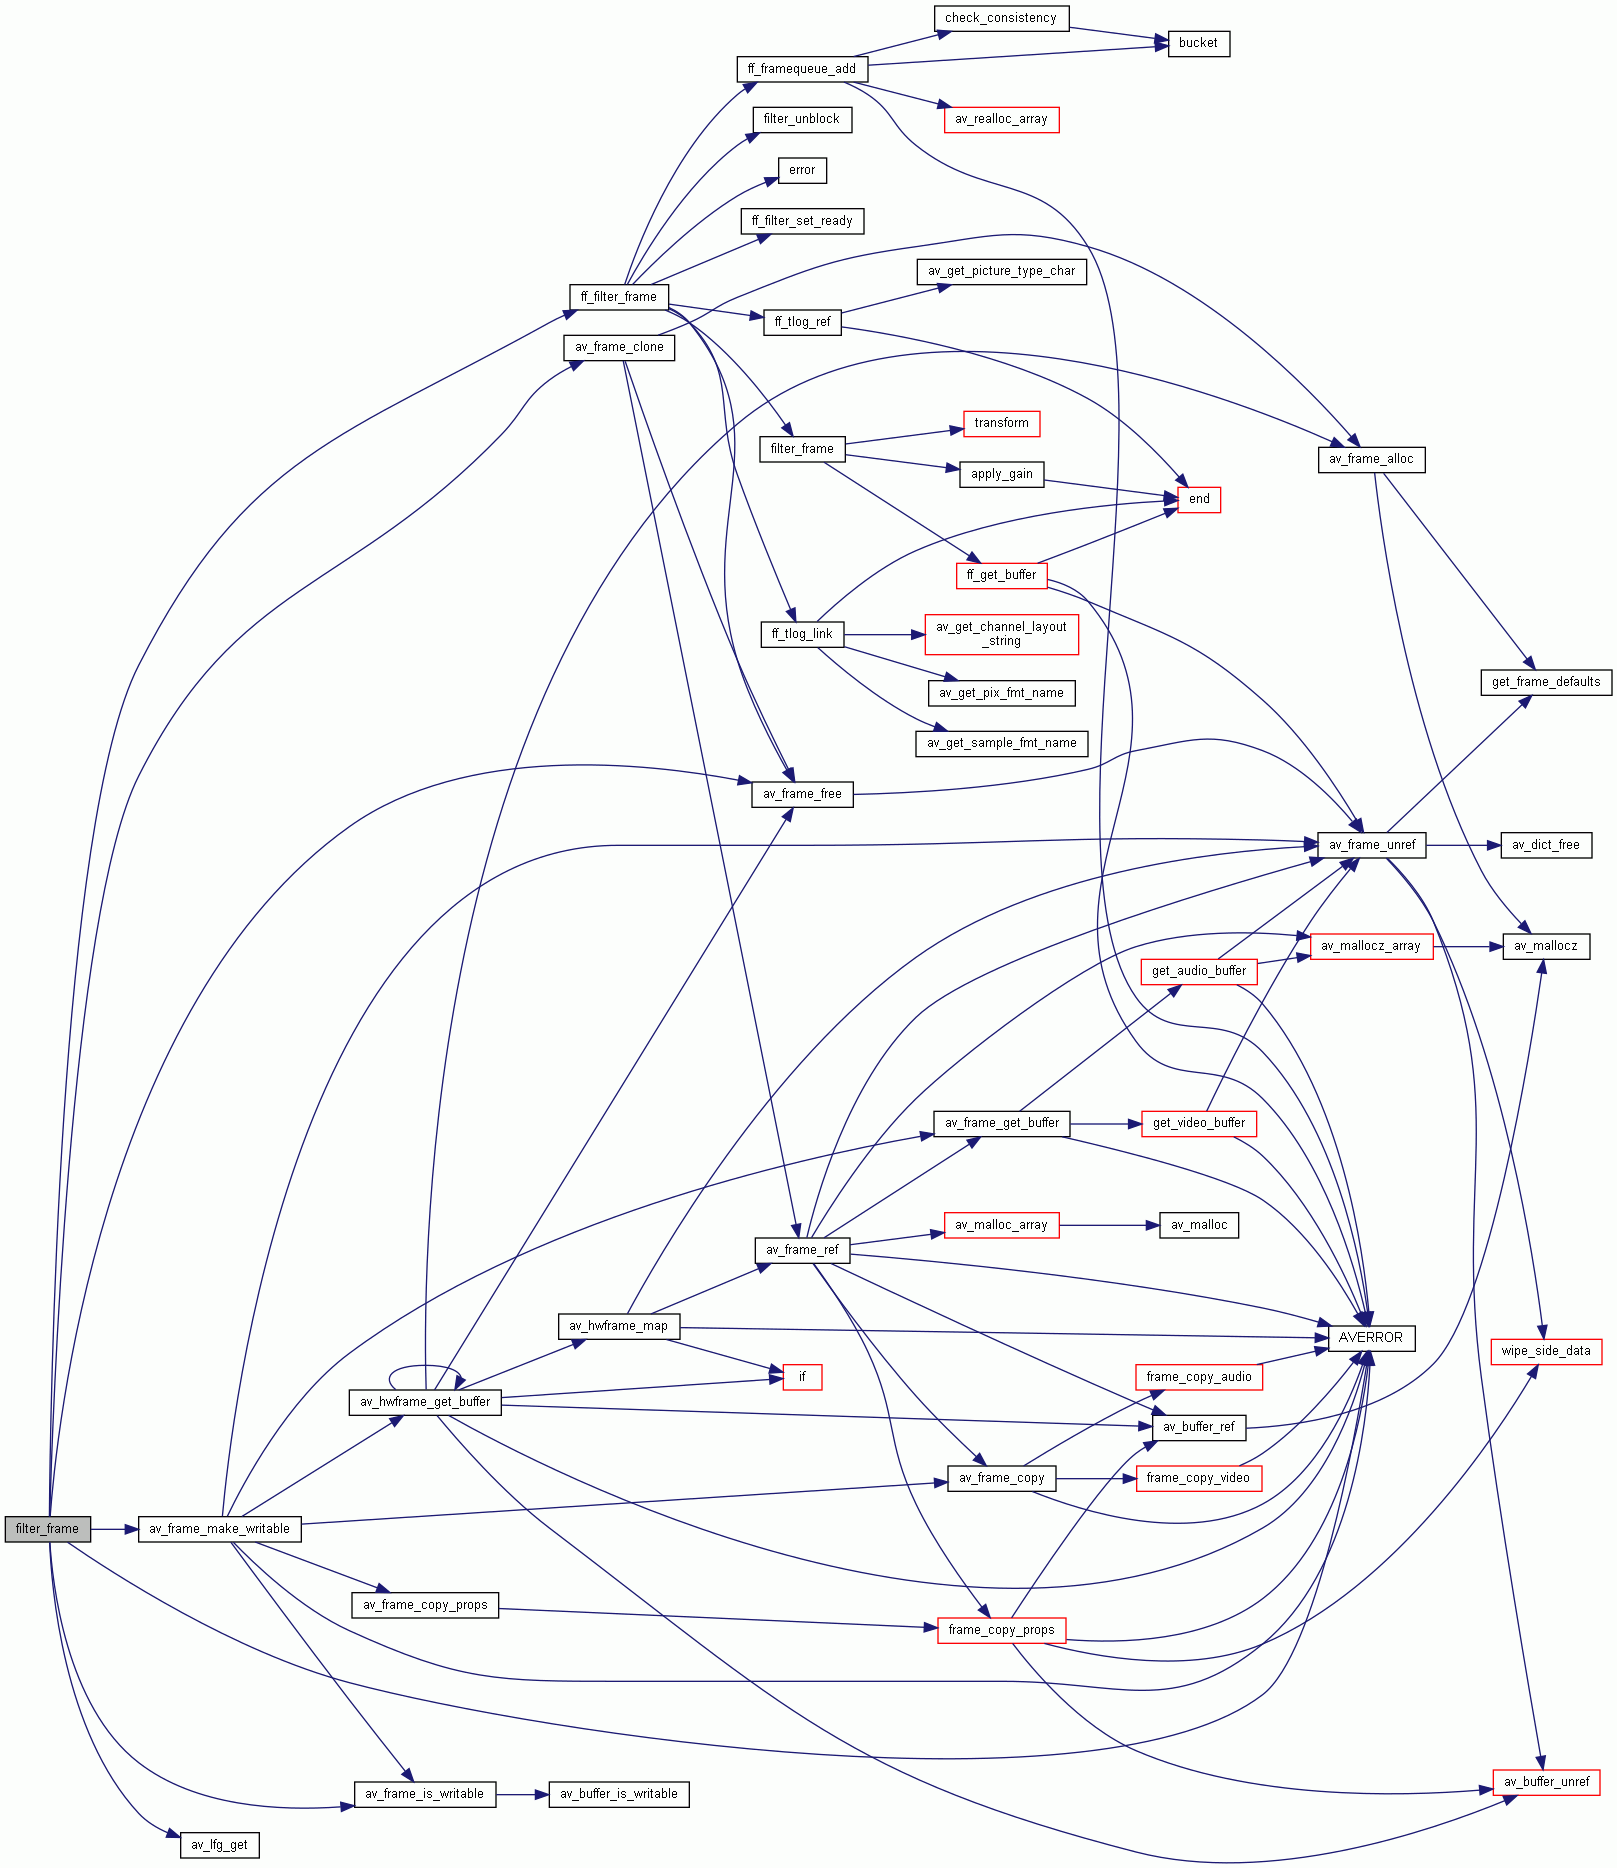 check_consistency
bucket
ff_framequeue_add
av_realloc_array
filter_unblock
error
ff_filter_set_ready
av_get_picture_type_char
ff_filter_frame
ff_tlog_ref
av_frame_clone
transform
filter_frame
av_frame_alloc
apply_gain
end
ff_get_buffer
ff_tlog_link
av_get_channel_layout
_string
get_frame_defaults
av_get_pix_fmt_name
av_get_sample_fmt_name
av_frame_free
av_frame_unref
av_dict_free
av_mallocz_array
av_mallocz
get_audio_buffer
av_frame_get_buffer
get_video_buffer
av_malloc_array
av_malloc
av_frame_ref
av_hwframe_map
AVERROR
wipe_side_data
if
frame_copy_audio
av_hwframe_get_buffer
av_buffer_ref
av_frame_copy
frame_copy_video
filter_frame
av_frame_make_writable
av_frame_copy_props
frame_copy_props
av_buffer_unref
av_frame_is_writable
av_buffer_is_writable
av_lfg_get